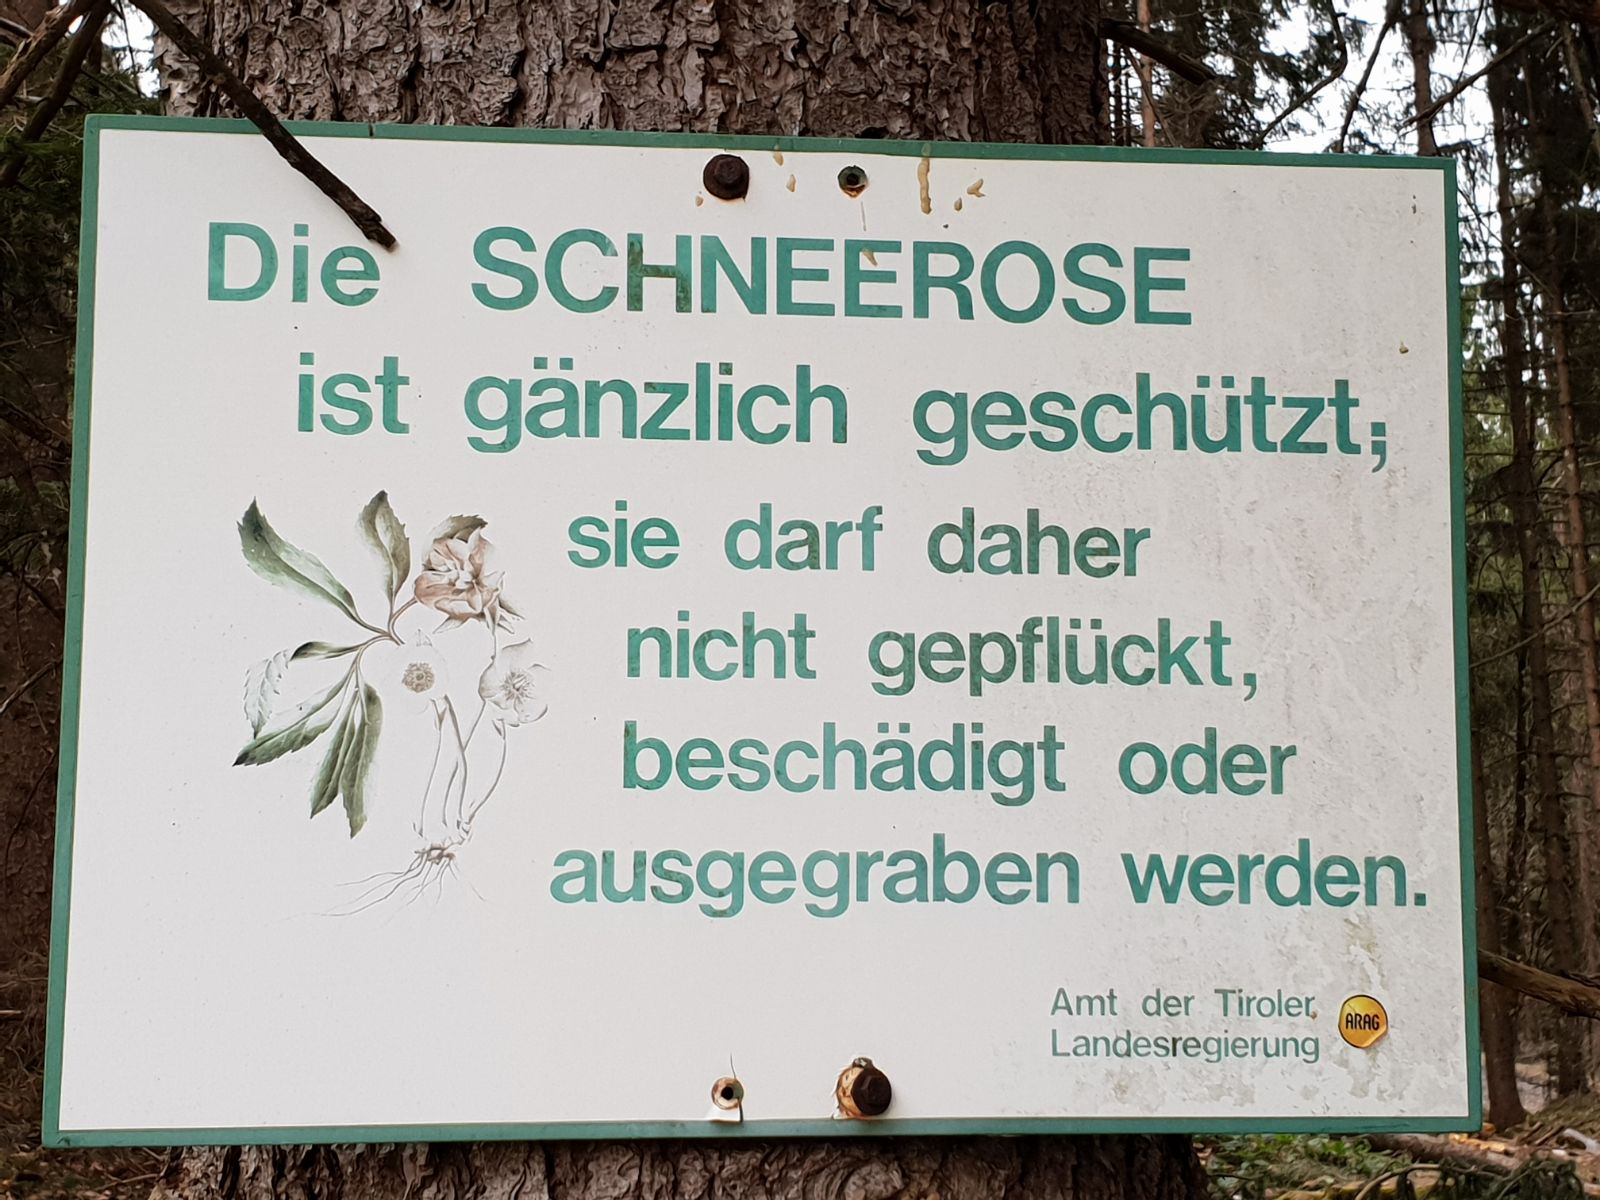 Die SCHNEEROSE
ist gänzlich geschützt;
sie darf daher
nicht gepflückt,
beschädigt oder
ausgegraben werden.
Amt der Tiroler
Landesregierung
ARAG